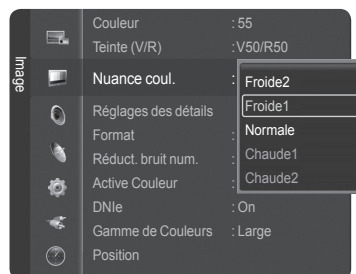 Image
Couleur : 55
Teinte (V/R) : V50/R50
Nuance coul. :
Froide2
Froide1
Normale
Chaude1
Chaude2
Réglages des détails
Format :
Réduct. bruit num. :
Active Couleur :
DNIe : On
Gamme de Couleurs : Large
Position